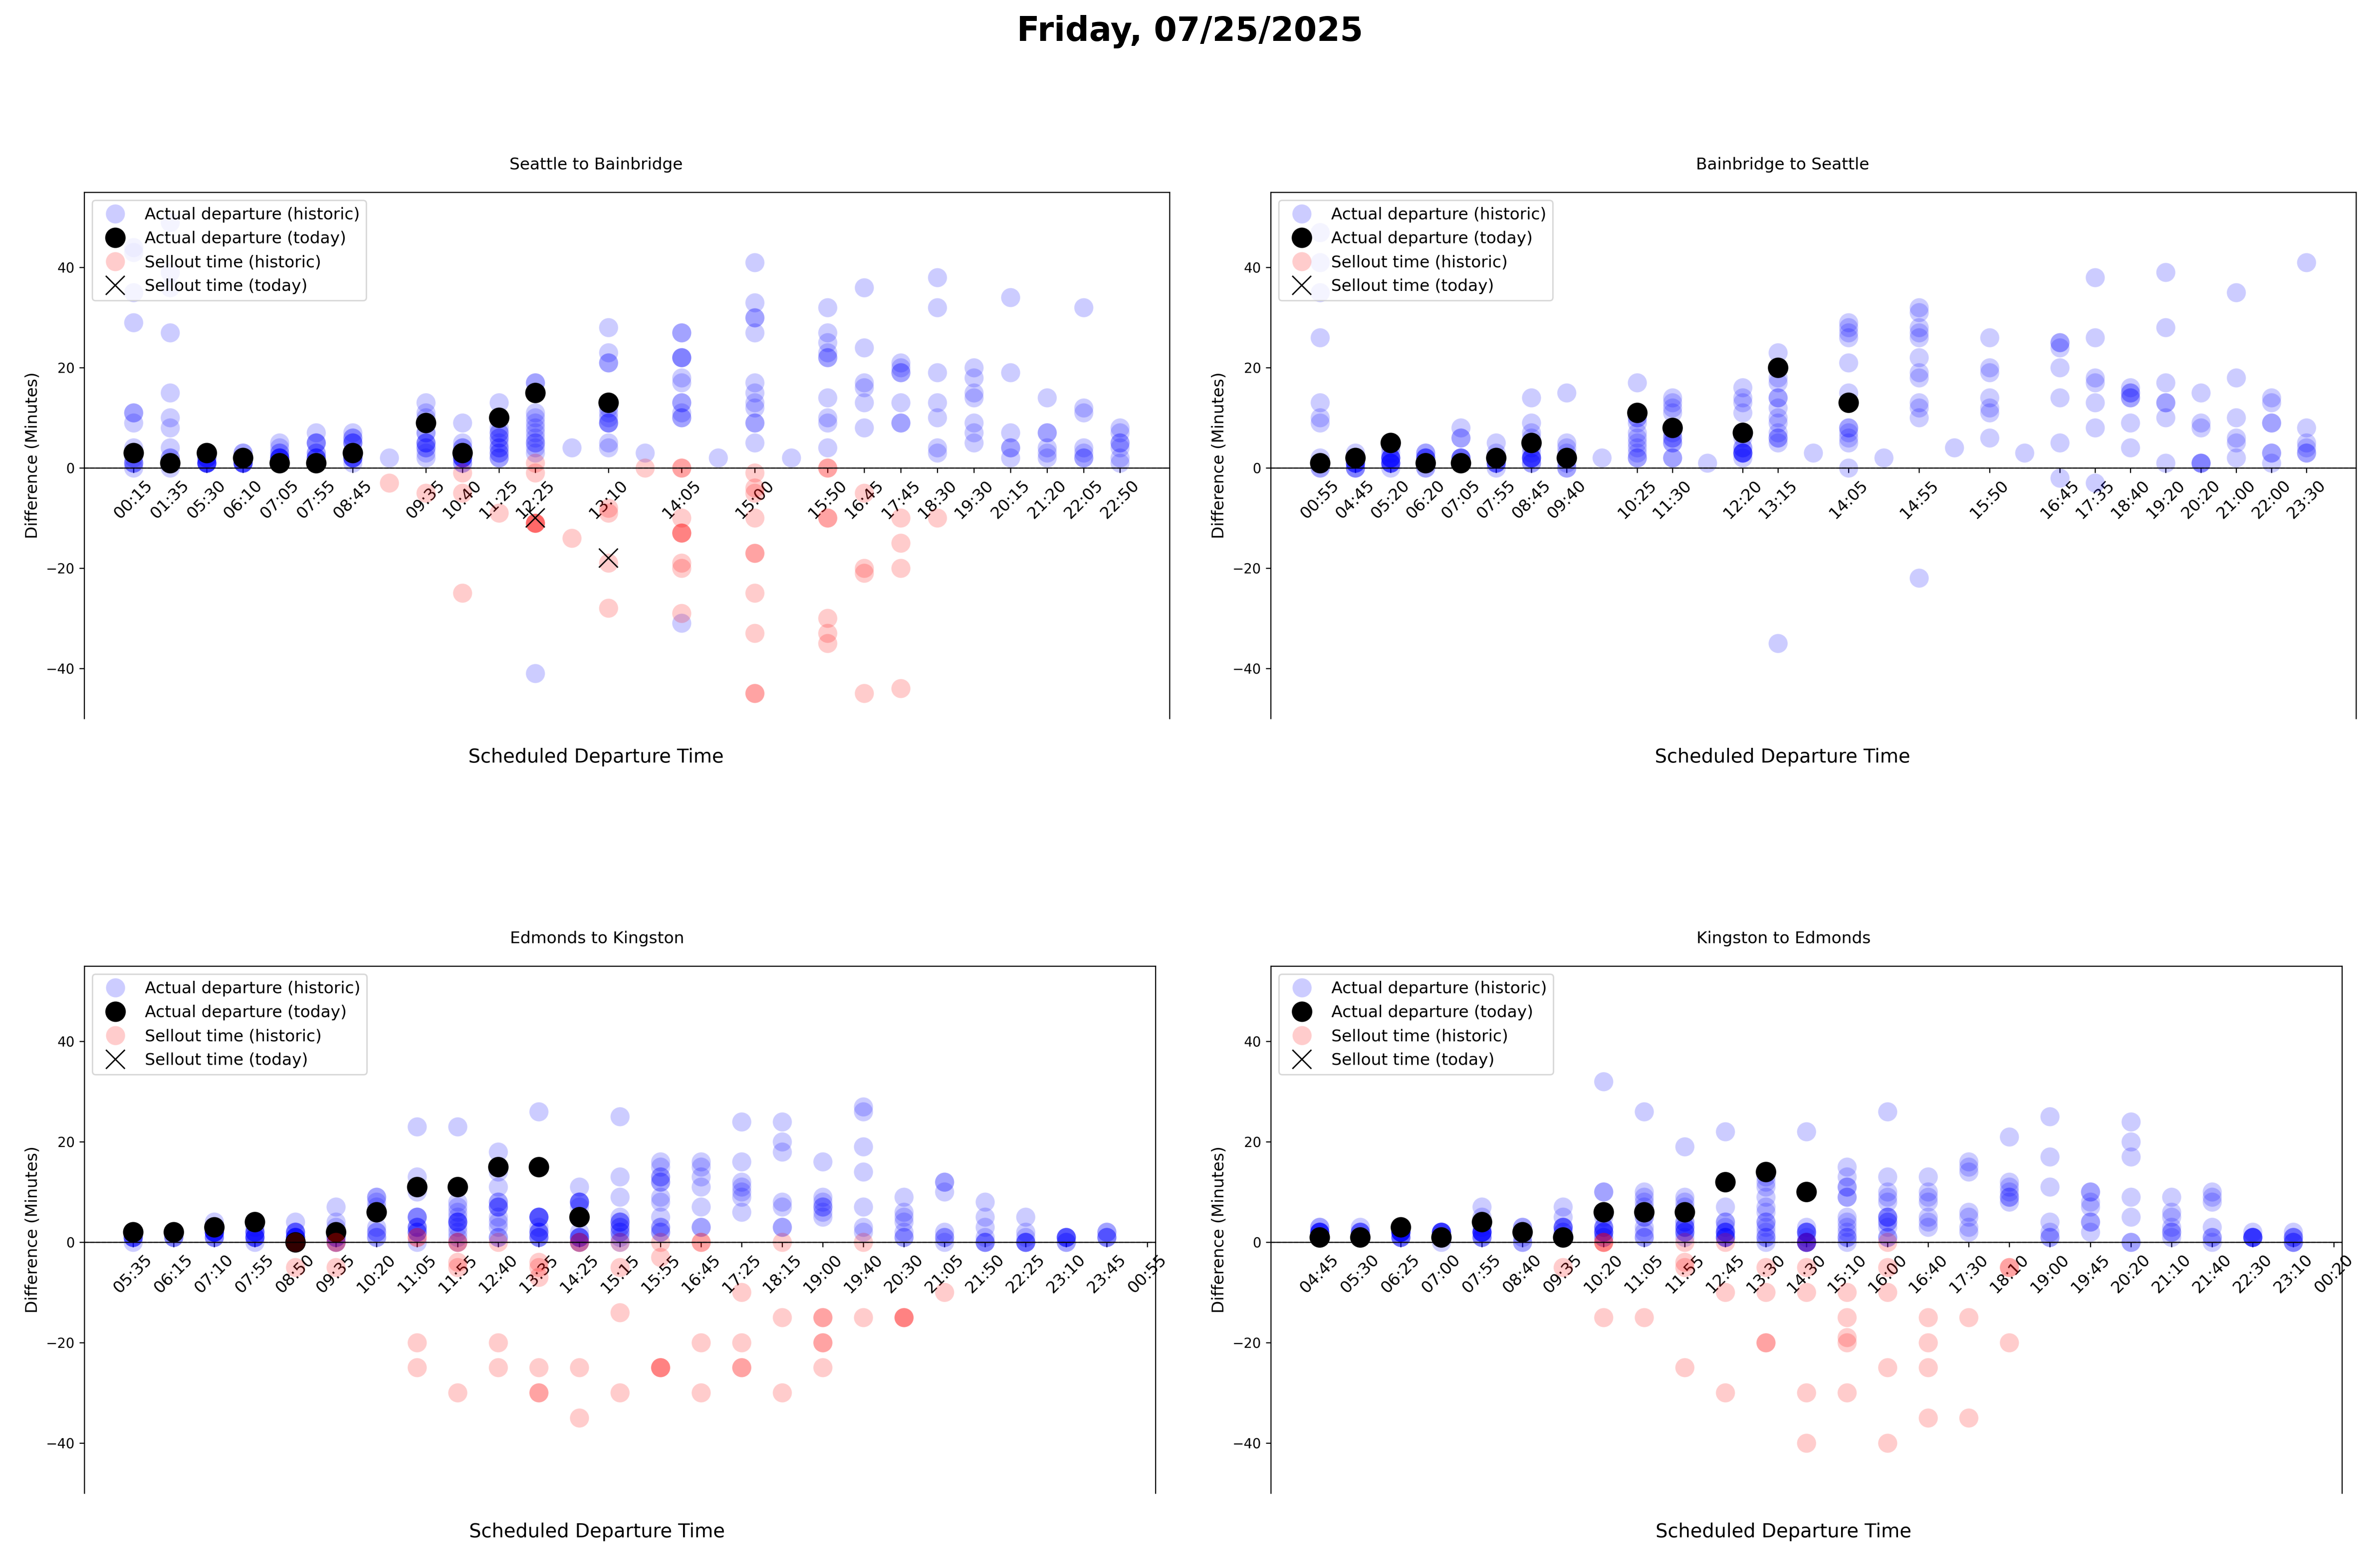 Friday, 07/25/2025
Seattle to Bainbridge
Actual departure (historic)
Actual departure (today)
Sellout time (historic)
Sellout time (today)
Difference (Minutes)
40
20
0
−20
−40
00:15 01:35 05:30 06:10 07:05 07:55 08:45 09:35 10:40 11:25 12:25 13:10 14:05 15:00 15:50 16:45 17:45 18:30 19:30 20:15 21:20 22:05 22:50
Scheduled Departure Time
Bainbridge to Seattle
Actual departure (historic)
Actual departure (today)
Sellout time (historic)
Sellout time (today)
Difference (Minutes)
40
20
0
−20
−40
00:55 04:45 05:20 06:20 07:05 07:55 08:45 09:40 10:25 11:30 12:20 13:15 14:05 14:55 15:50 16:45 17:35 18:40 19:20 20:20 21:00 22:00 23:30
Scheduled Departure Time
Edmonds to Kingston
Actual departure (historic)
Actual departure (today)
Sellout time (historic)
Sellout time (today)
Difference (Minutes)
40
20
0
−20
−40
05:35 06:15 07:10 07:55 08:50 09:35 10:20 11:05 11:55 12:40 13:35 14:25 15:15 15:55 16:45 17:25 18:15 19:00 19:40 20:30 21:05 21:50 22:25 23:10 23:45 00:55
Scheduled Departure Time
Kingston to Edmonds
Actual departure (historic)
Actual departure (today)
Sellout time (historic)
Sellout time (today)
Difference (Minutes)
40
20
0
−20
−40
04:45 05:30 06:25 07:00 07:55 08:40 09:35 10:20 11:05 11:55 12:45 13:30 14:30 15:10 16:00 16:40 17:30 18:10 19:00 19:45 20:20 21:10 21:40 22:30 23:10 00:20
Scheduled Departure Time